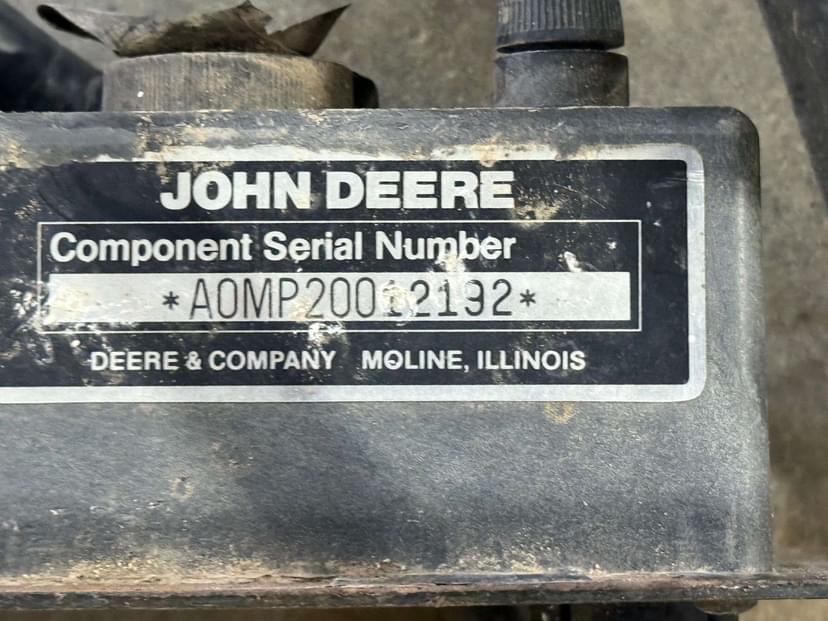 JOHN DEERE
Component Serial Number
*A0MP20012192*
DEERE & COMPANY MOLINE, ILLINOIS